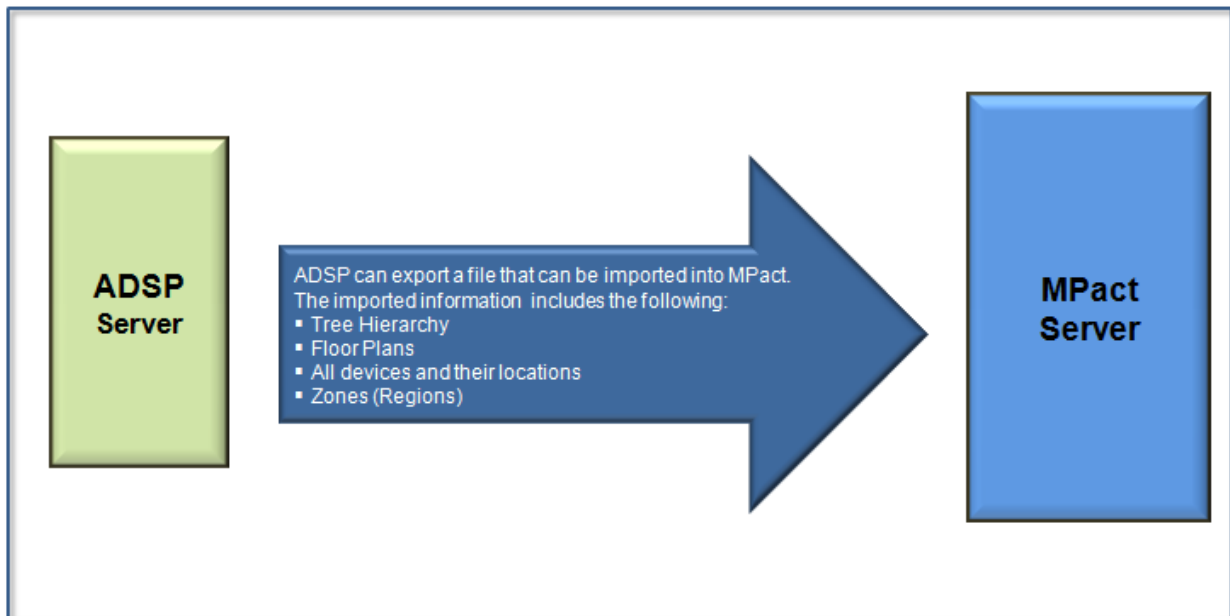 ADSP
Server
ADSP can export a file that can be imported into MPact.
The imported information includes the following:
▪ Tree Hierarchy
▪ Floor Plans
▪ All devices and their locations
▪ Zones (Regions)
MPact
Server